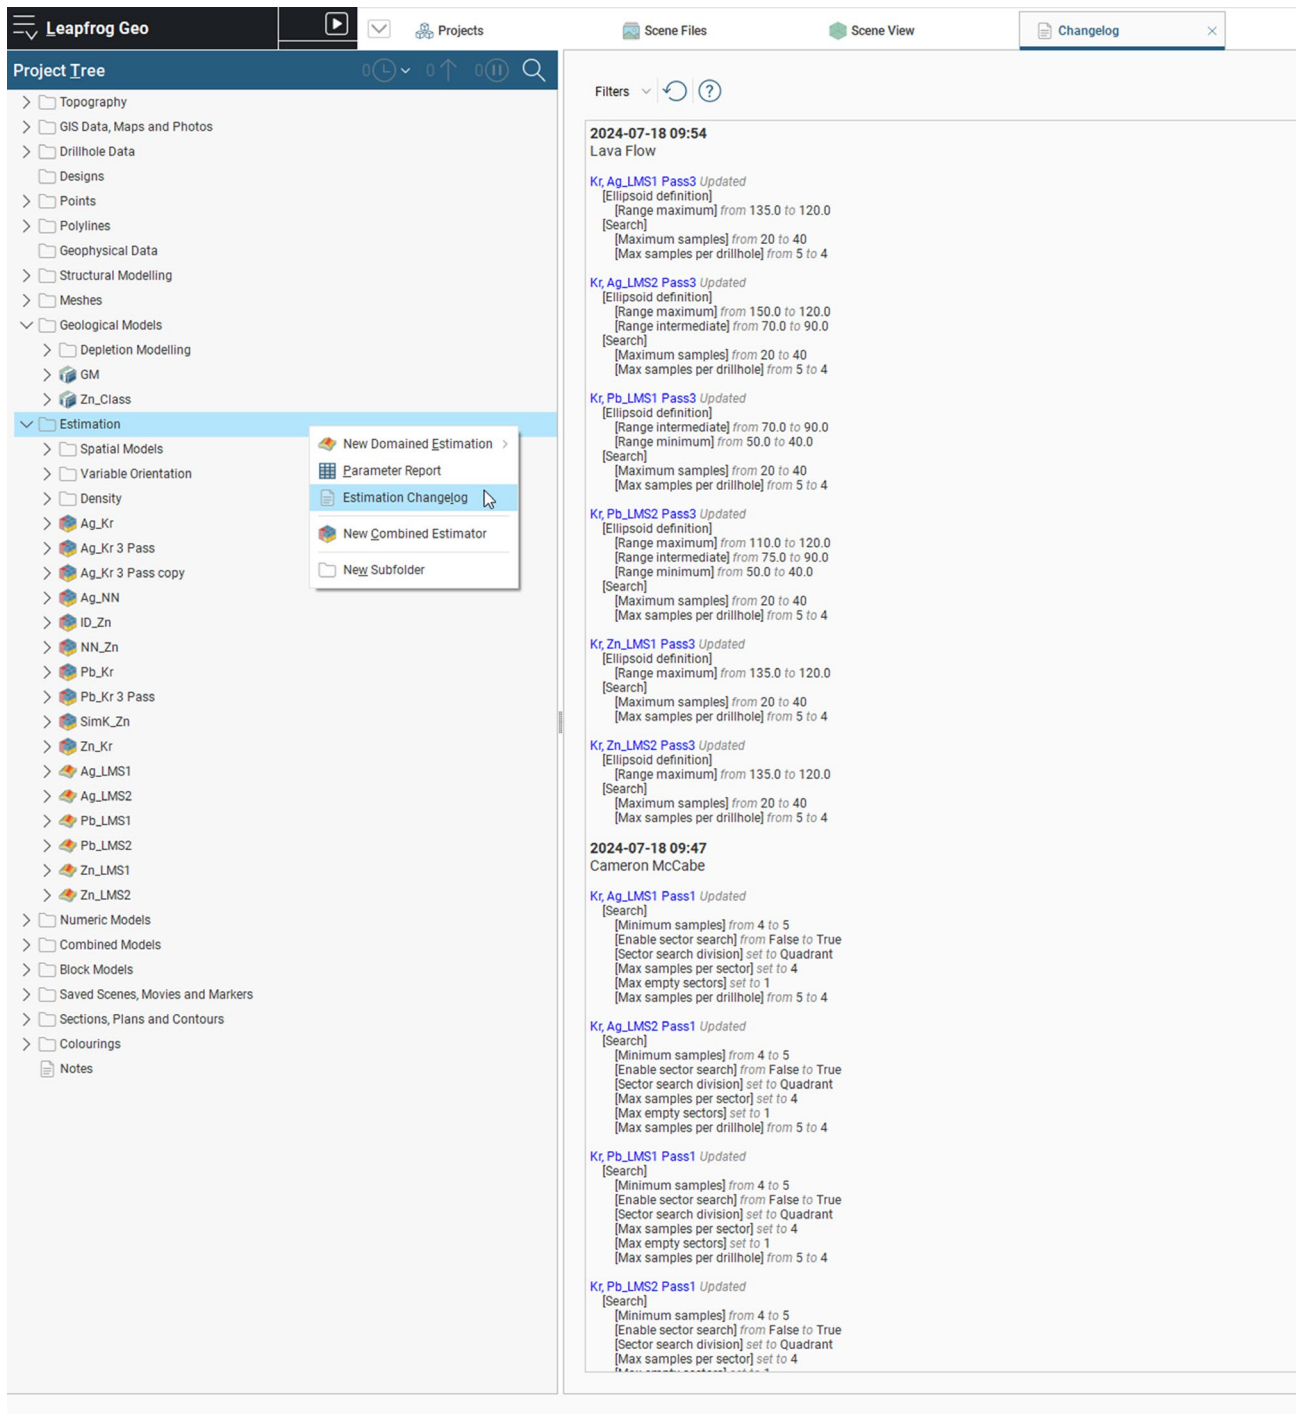 Leapfrog Geo
Projects
Scene Files
Scene View
Changelog
Project Tree
0
0
0
Topography
GIS Data, Maps and Photos
Drillhole Data
Designs
Points
Polylines
Geophysical Data
Structural Modelling
Meshes
Geological Models
Depletion Modelling
GM
Zn_Class
Estimation
Spatial Models
Variable Orientation
Density
Ag_Kr
Ag_Kr 3 Pass
Ag_Kr 3 Pass copy
Ag_NN
ID_Zn
NN_Zn
Pb_Kr
Pb_Kr 3 Pass
SimK_Zn
Zn_Kr
Ag_LMS1
Ag_LMS2
Pb_LMS1
Pb_LMS2
Zn_LMS1
Zn_LMS2
Numeric Models
Combined Models
Block Models
Saved Scenes, Movies and Markers
Sections, Plans and Contours
Colourings
Notes
New Domained Estimation
Parameter Report
Estimation Changelog
New Combined Estimator
New Subfolder
Filters
?
2024-07-18 09:54
Lava Flow
Kr, Ag_LMS1 Pass3 Updated
[Ellipsoid definition]
[Range maximum] from 135.0 to 120.0
[Search]
[Maximum samples] from 20 to 40
[Max samples per drillhole] from 5 to 4
Kr, Ag_LMS2 Pass3 Updated
[Ellipsoid definition]
[Range maximum] from 150.0 to 120.0
[Range intermediate] from 70.0 to 90.0
[Search]
[Maximum samples] from 20 to 40
[Max samples per drillhole] from 5 to 4
Kr, Pb_LMS1 Pass3 Updated
[Ellipsoid definition]
[Range intermediate] from 70.0 to 90.0
[Range minimum] from 50.0 to 40.0
[Search]
[Maximum samples] from 20 to 40
[Max samples per drillhole] from 5 to 4
Kr, Pb_LMS2 Pass3 Updated
[Ellipsoid definition]
[Range maximum] from 110.0 to 120.0
[Range intermediate] from 75.0 to 90.0
[Range minimum] from 50.0 to 40.0
[Search]
[Maximum samples] from 20 to 40
[Max samples per drillhole] from 5 to 4
Kr, Zn_LMS1 Pass3 Updated
[Ellipsoid definition]
[Range maximum] from 135.0 to 120.0
[Search]
[Maximum samples] from 20 to 40
[Max samples per drillhole] from 5 to 4
Kr, Zn_LMS2 Pass3 Updated
[Ellipsoid definition]
[Range maximum] from 135.0 to 120.0
[Search]
[Maximum samples] from 20 to 40
[Max samples per drillhole] from 5 to 4
2024-07-18 09:47
Cameron McCabe
Kr, Ag_LMS1 Pass1 Updated
[Search]
[Minimum samples] from 4 to 5
[Enable sector search] from False to True
[Sector search division] set to Quadrant
[Max samples per sector] set to 4
[Max empty sectors] set to 1
[Max samples per drillhole] from 5 to 4
Kr, Ag_LMS2 Pass1 Updated
[Search]
[Minimum samples] from 4 to 5
[Enable sector search] from False to True
[Sector search division] set to Quadrant
[Max samples per sector] set to 4
[Max empty sectors] set to 1
[Max samples per drillhole] from 5 to 4
Kr, Pb_LMS1 Pass1 Updated
[Search]
[Minimum samples] from 4 to 5
[Enable sector search] from False to True
[Sector search division] set to Quadrant
[Max samples per sector] set to 4
[Max empty sectors] set to 1
[Max samples per drillhole] from 5 to 4
Kr, Pb_LMS2 Pass1 Updated
[Search]
[Minimum samples] from 4 to 5
[Enable sector search] from False to True
[Sector search division] set to Quadrant
[Max samples per sector] set to 4